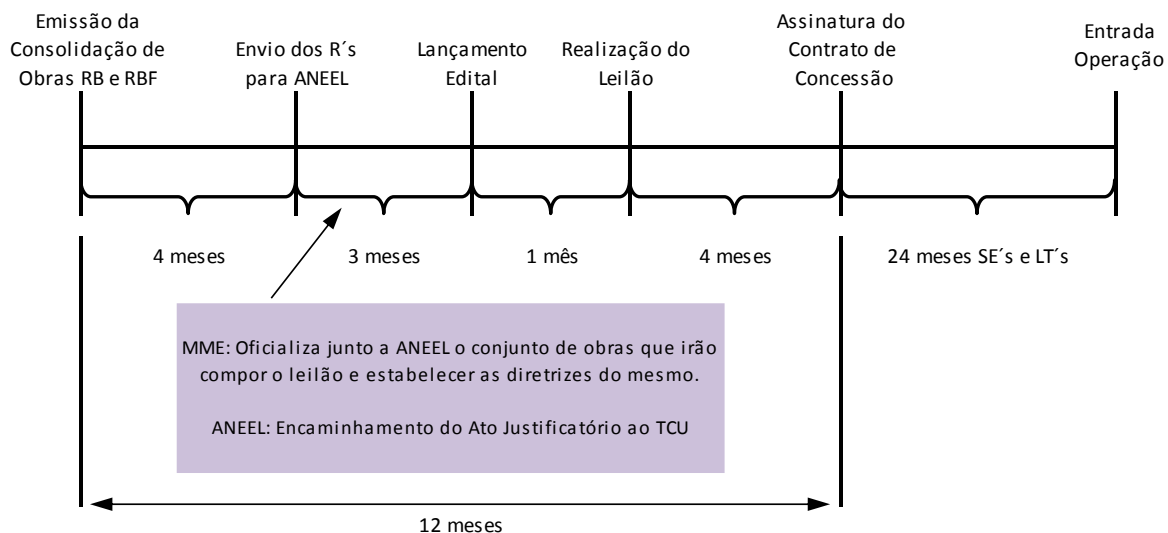 Emissão da
Consolidação de
Obras RB e RBF
Envio dos R´s
para ANEEL
Lançamento
Edital
Realização do
Leilão
Assinatura do
Contrato de
Concessão
Entrada
Operação
4 meses
3 meses
1 mês
4 meses
24 meses SE´s e LT´s
MME: Oficializa junto a ANEEL o conjunto de obras que irão
compor o leilão e estabelecer as diretrizes do mesmo.
ANEEL: Encaminhamento do Ato Justificatório ao TCU
12 meses